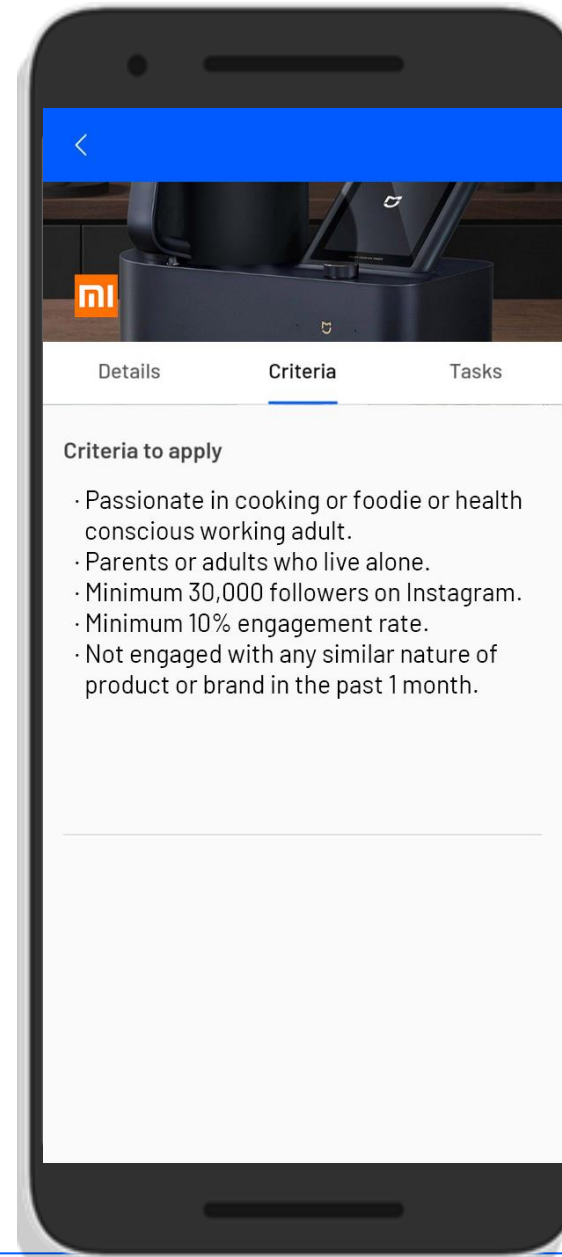 mi
Details Criteria Tasks
Criteria to apply
· Passionate in cooking or foodie or health
conscious working adult.
· Parents or adults who live alone.
· Minimum 30,000 followers on Instagram.
· Minimum 10% engagement rate.
· Not engaged with any similar nature of
product or brand in the past 1 month.